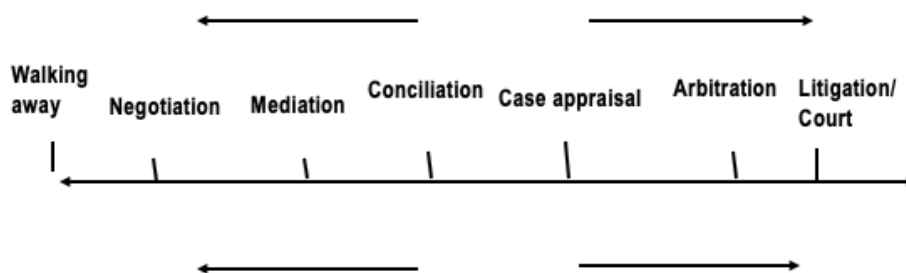 Walking
away
Negotiation
Mediation
Conciliation
Case appraisal
Arbitration
Litigation/
Court